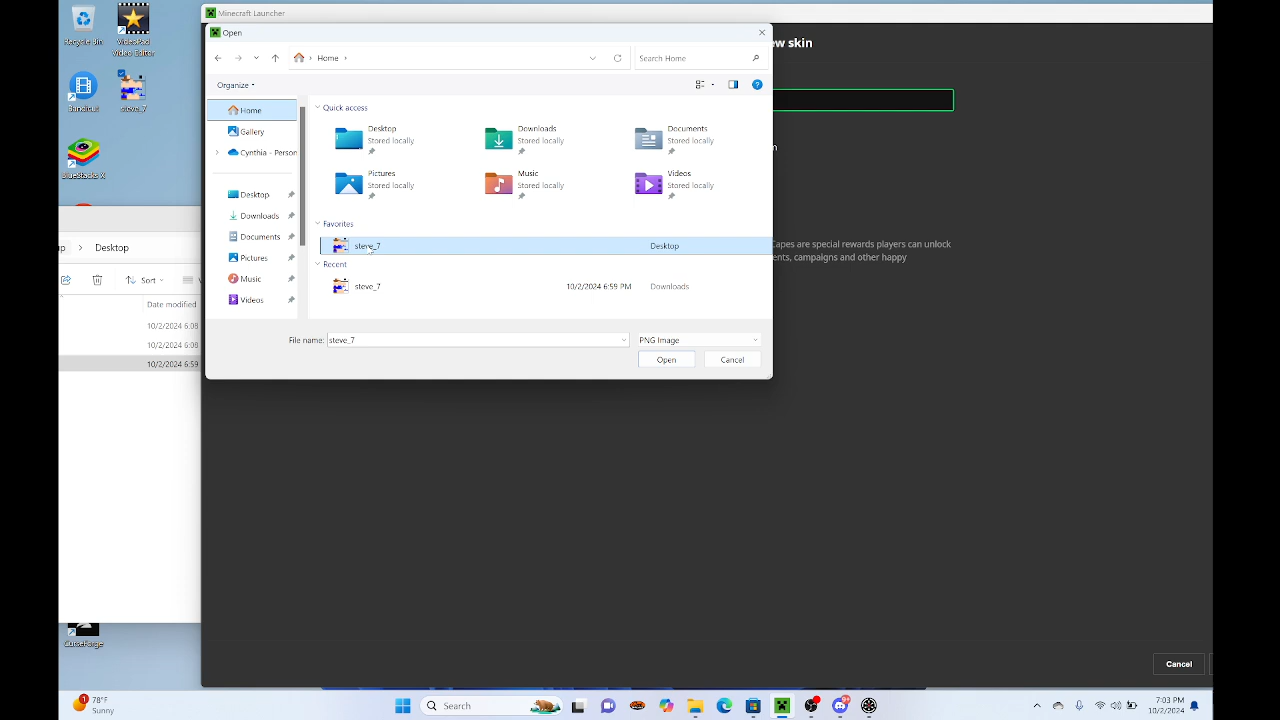 Recycle Bin
VideoPad
Video Editor
Bandicut
steve_7
BlueStacks X
Minecraft Launcher
Open
Home
Search Home
Organize
Home
Gallery
Cynthia - Person
Desktop
Downloads
Documents
Pictures
Music
Videos
Quick access
Desktop
Stored locally
Downloads
Stored locally
Documents
Stored locally
Pictures
Stored locally
Music
Stored locally
Videos
Stored locally
Favorites
steve_7 Desktop
Recent
steve_7 10/2/2024 6:59 PM Downloads
File name: steve_7 PNG Image
Open Cancel
ew skin
Capes are special rewards players can unlock
ents, campaigns and other happy
Desktop
Sort
Date modified
10/2/2024 6:08
10/2/2024 6:08
10/2/2024 6:59
CurseForge
Cancel
1 78°F
Sunny
Search
9+
7:03 PM
10/2/2024